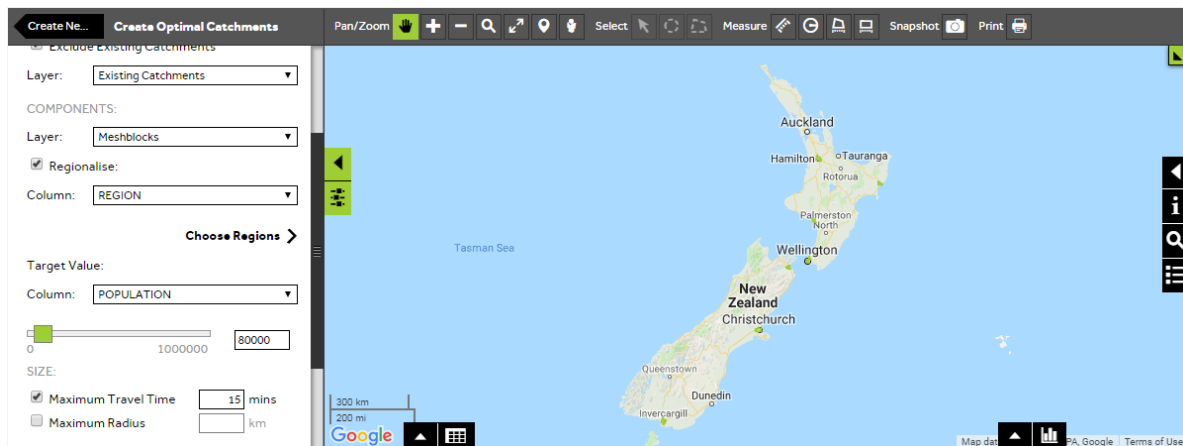 Create Ne...
Create Optimal Catchments
Pan/Zoom
Select
Measure
Snapshot
Print
Exclude Existing Catchments
Layer: Existing Catchments
COMPONENTS:
Layer: Meshblocks
Regionalise:
Column: REGION
Choose Regions
Target Value:
Column: POPULATION
80000
0 1000000
SIZE:
Maximum Travel Time 15 mins
Maximum Radius km
Auckland
Hamilton
Tauranga
Rotorua
Palmerston
North
Tasman Sea
Wellington
New
Zealand
Christchurch
Queenstown
Dunedin
Invercargill
300 km
200 mi
Google
Map dat
PA, Google
Terms of Use